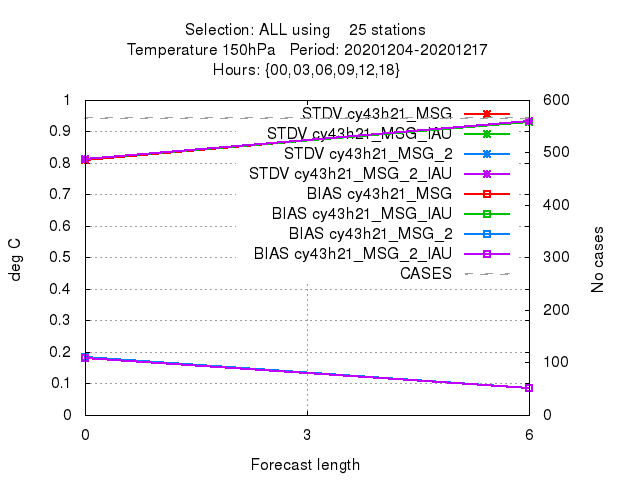 Selection: ALL using    25 stations
Temperature 150hPa   Period: 20201204-20201217
Hours: {00,03,06,09,12,18}
1
0.9
0.8
0.7
0.6
0.5
0.4
0.3
0.2
0.1
0
deg C
STDV cy43h21_MSG
STDV cy43h21_MSG_IAU
STDV cy43h21_MSG_2
STDV cy43h21_MSG_2_IAU
BIAS cy43h21_MSG
BIAS cy43h21_MSG_IAU
BIAS cy43h21_MSG_2
BIAS cy43h21_MSG_2_IAU
CASES
600
500
400
300
200
100
0
No cases
0 3 6
Forecast length